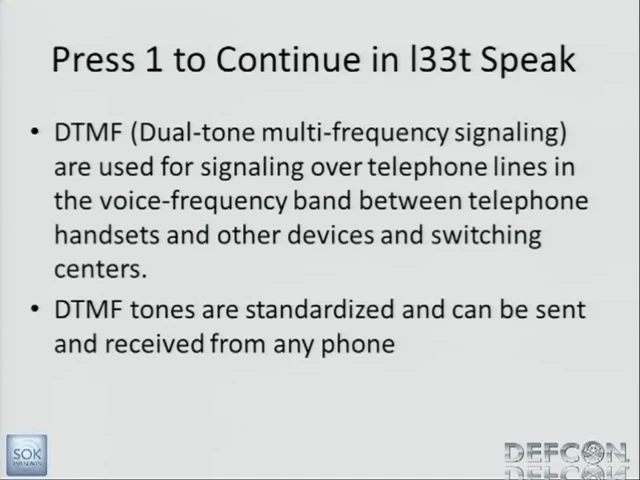 Press 1 to Continue in l33t Speak
• DTMF (Dual-tone multi-frequency signaling)
are used for signaling over telephone lines in
the voice-frequency band between telephone
handsets and other devices and switching
centers.
• DTMF tones are standardized and can be sent
and received from any phone
SOK
DEFCON